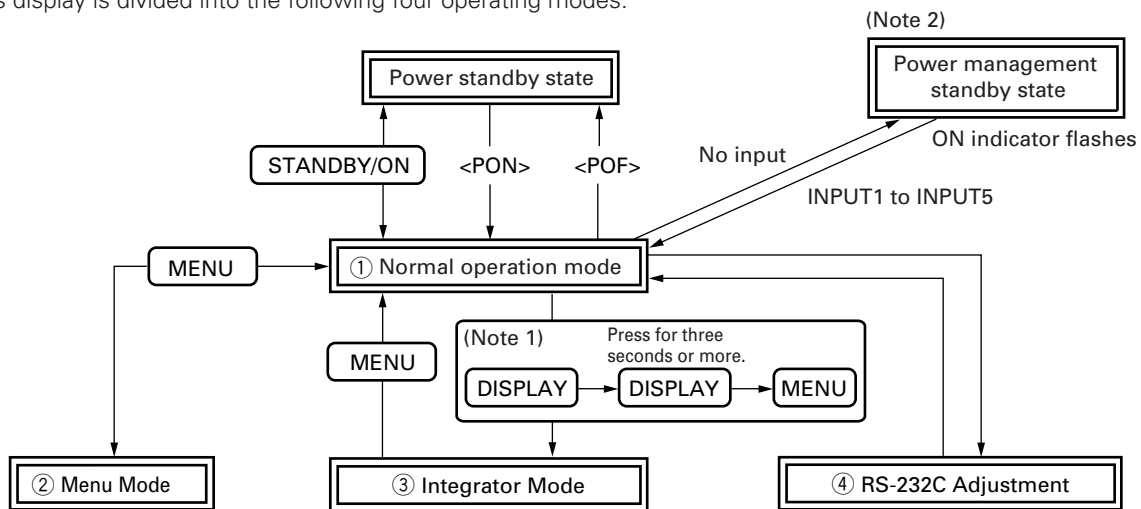 s display is divided into the following four operating modes.
(Note 2)
Power standby state
Power management
standby state
ON indicator flashes
No input
STANDBY/ON
<PON>
<POF>
INPUT1 to INPUT5
MENU
① Normal operation mode
(Note 1)
Press for three
seconds or more.
MENU
DISPLAY
DISPLAY
MENU
② Menu Mode
③ Integrator Mode
④ RS-232C Adjustment